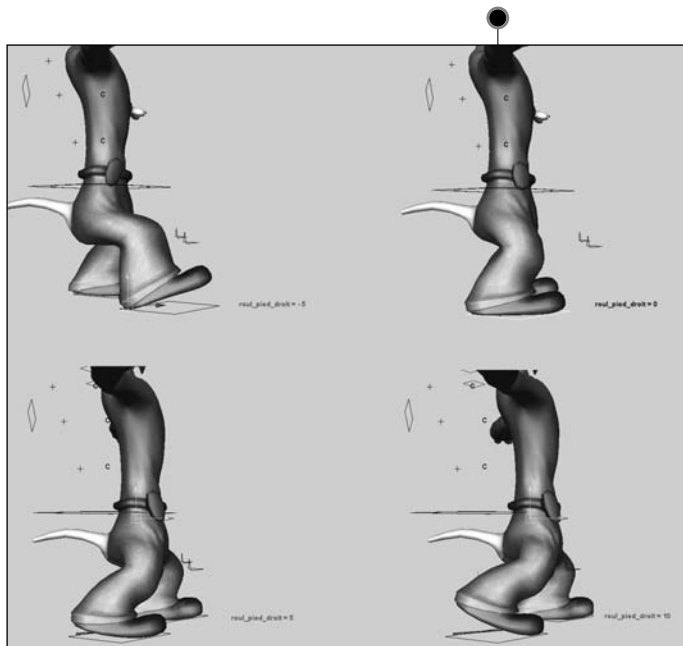 C
C
C
C
roul_pied_droit = -5
roul_pied_droit = 0
C
C
C
C
C
C
roul_pied_droit = 5
roul_pied_droit = 10